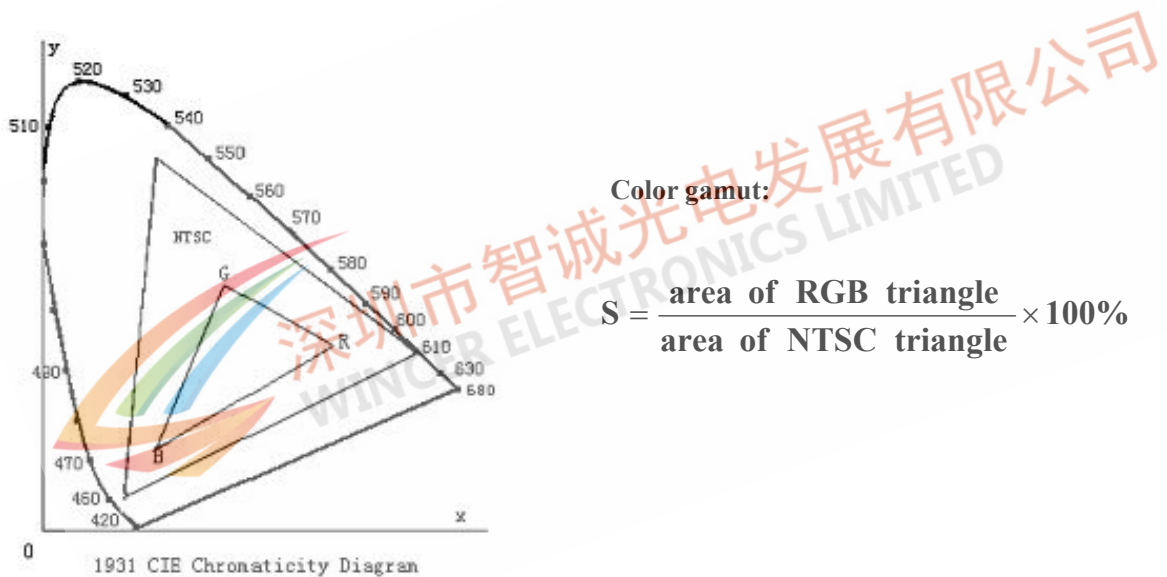 y
520
530
510
540
550
560
570
NTSC
580
G
590
600
R
610
630
680
B
470
460
420
x
0
1931 CIE Chromaticity Diagram
Color gamut:
S = area of RGB triangle / area of NTSC triangle × 100%
深圳市智诚光电发展有限公司
WINCER ELECTRONICS LIMITED